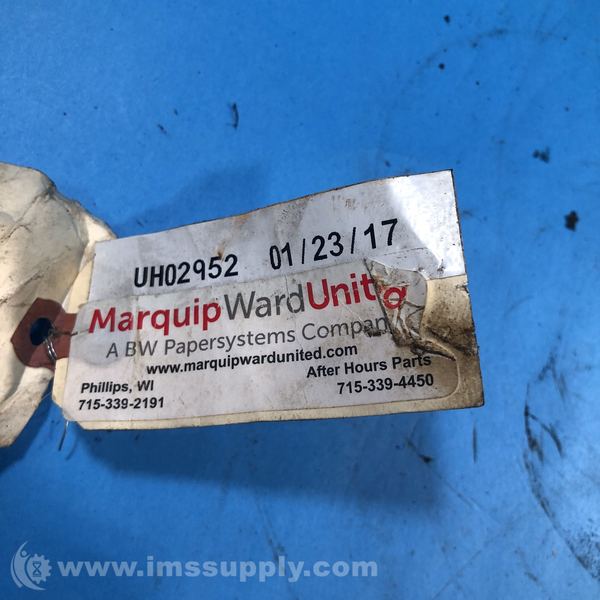 UH02952 01/23/17
MarquipWardUnit
A BW Papersystems Compan
www.marquipwardunited.com
Phillips, WI After Hours Parts
715-339-2191 715-339-4450
www.imssupply.com